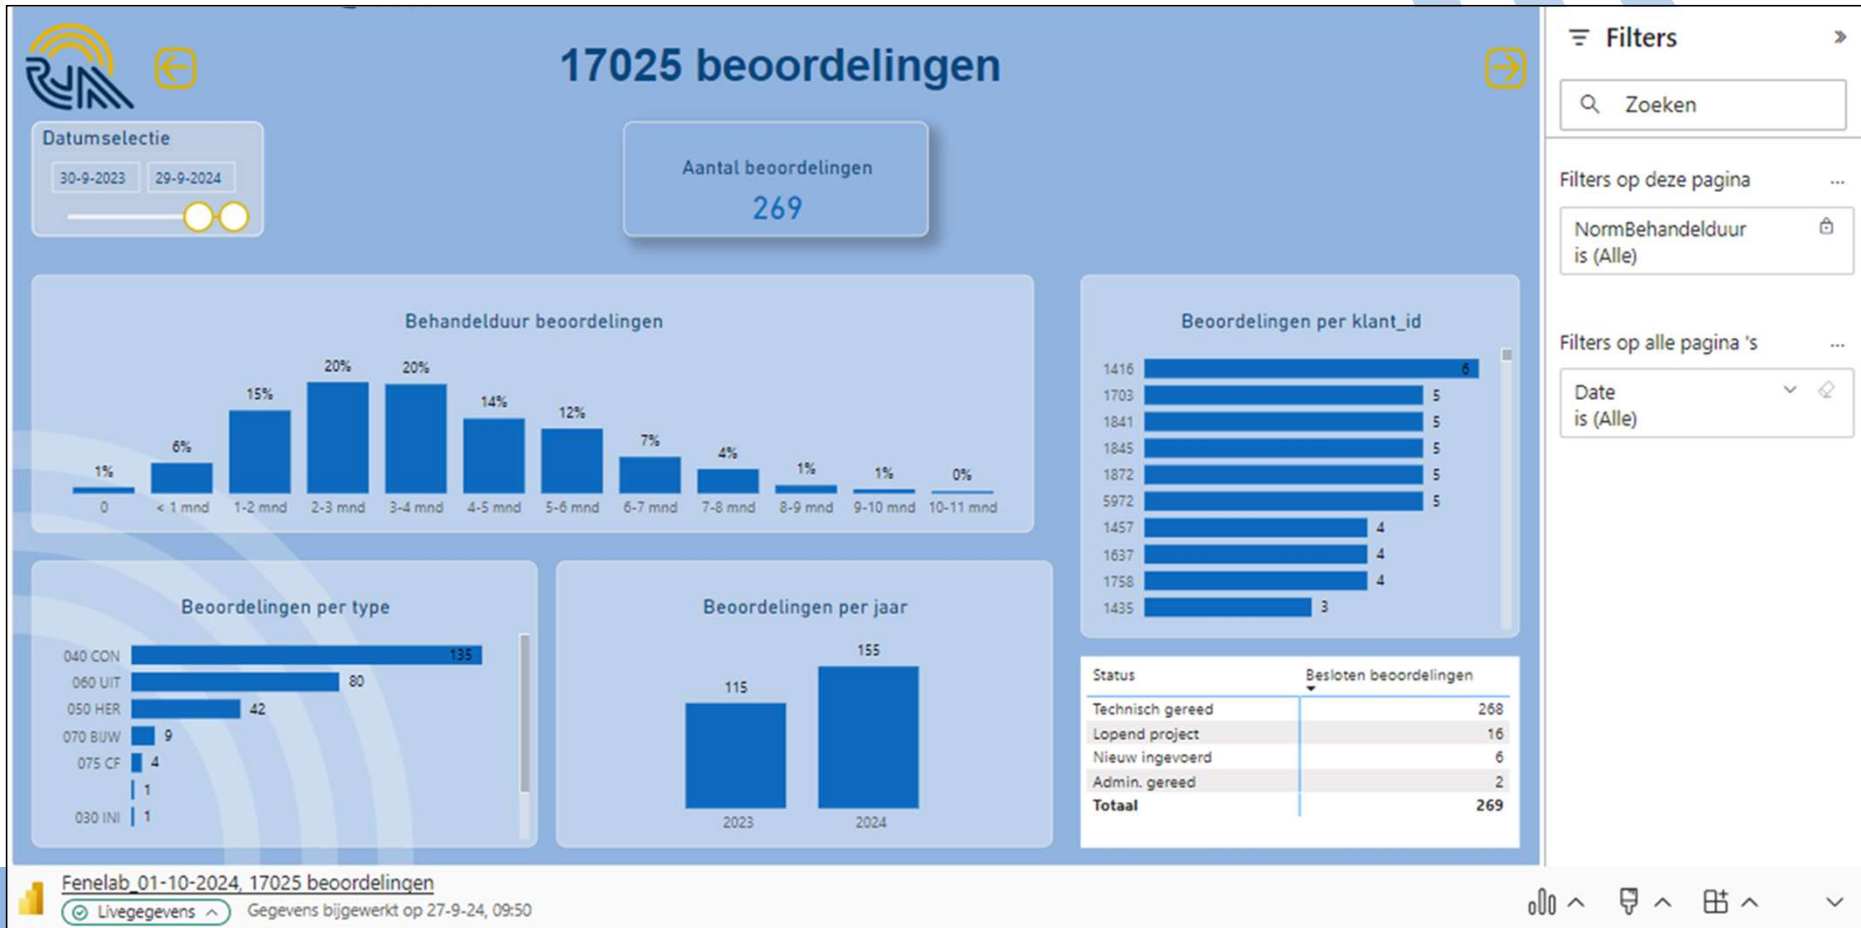 RvA
17025 beoordelingen
Datumselectie
30-9-2023 29-9-2024
Aantal beoordelingen
269
Behandelduur beoordelingen
1% 6% 15% 20% 20% 14% 12% 7% 4% 1% 1% 0%
0 < 1 mnd 1-2 mnd 2-3 mnd 3-4 mnd 4-5 mnd 5-6 mnd 6-7 mnd 7-8 mnd 8-9 mnd 9-10 mnd 10-11 mnd
Beoordelingen per klant_id
1416 6
1703 5
1841 5
1845 5
1872 5
5972 5
1457 4
1637 4
1758 4
1435 3
Beoordelingen per type
040 CON 135
060 UIT 80
050 HER 42
070 BIJW 9
075 CF 4
1
030 INI 1
Beoordelingen per jaar
115 155
2023 2024
Status Besloten beoordelingen
Technisch gereed 268
Lopend project 16
Nieuw ingevoerd 6
Admin. gereed 2
Totaal 269
Filters
Zoeken
Filters op deze pagina ...
NormBehandelduur
is (Alle)
Filters op alle pagina 's ...
Date
is (Alle)
Fenelab_01-10-2024, 17025 beoordelingen
Livegegevens
Gegevens bijgewerkt op 27-9-24, 09:50